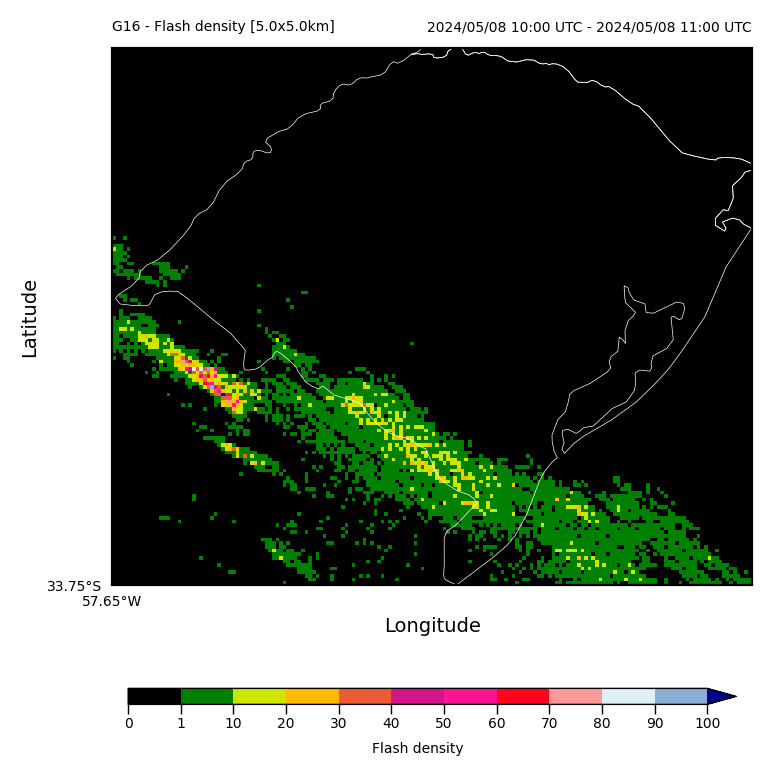 G16 - Flash density [5.0x5.0km]
2024/05/08 10:00 UTC - 2024/05/08 11:00 UTC
Latitude
33.75°S
57.65°W
Longitude
0 1 10 20 30 40 50 60 70 80 90 100
Flash density